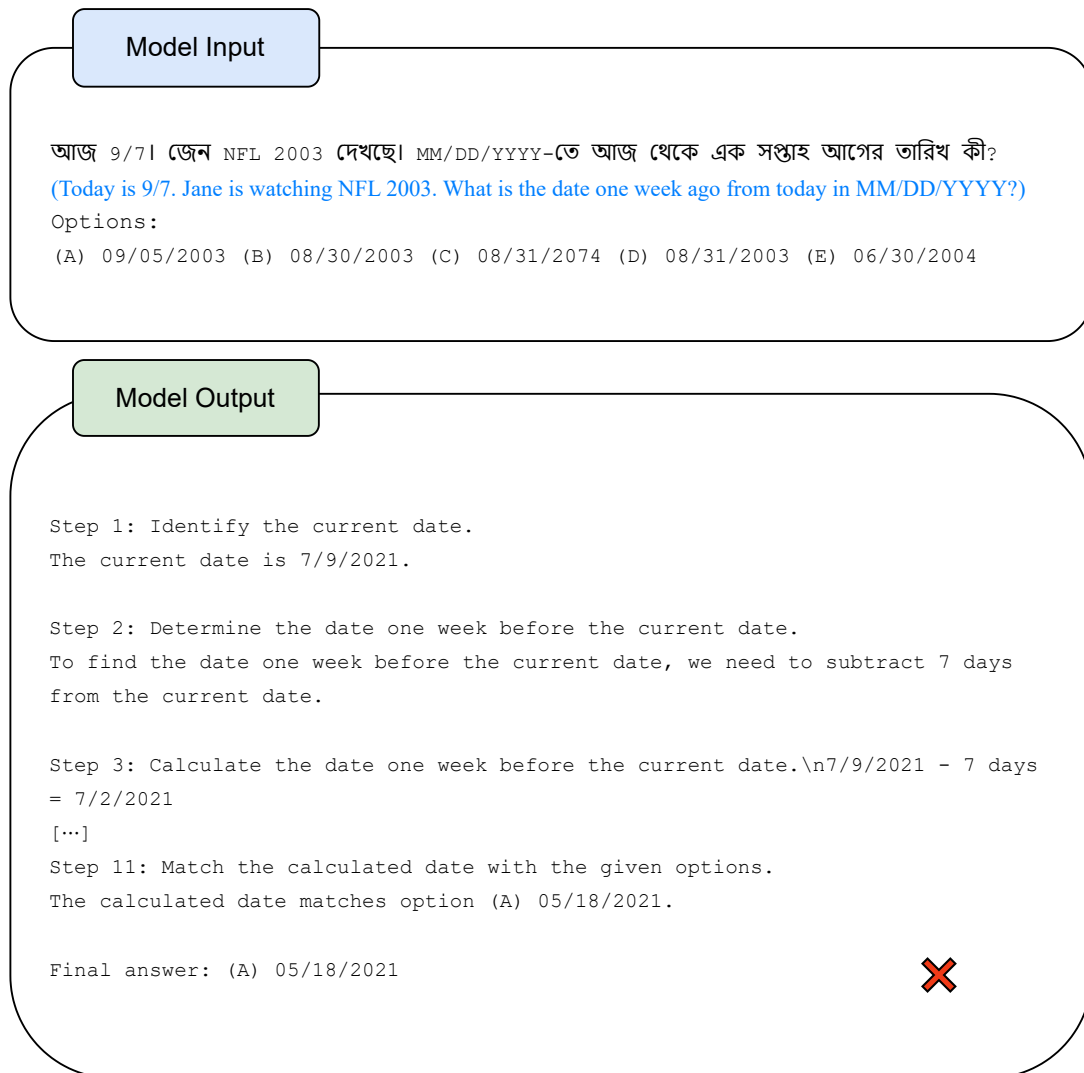 Model Input
আজ 9/7। জেন NFL 2003 দেখছে। MM/DD/YYYY-তে আজ থেকে এক সপ্তাহ আগের তারিখ কী?
(Today is 9/7. Jane is watching NFL 2003. What is the date one week ago from today in MM/DD/YYYY?)
Options:
(A) 09/05/2003 (B) 08/30/2003 (C) 08/31/2074 (D) 08/31/2003 (E) 06/30/2004
Model Output
Step 1: Identify the current date.
The current date is 7/9/2021.
Step 2: Determine the date one week before the current date.
To find the date one week before the current date, we need to subtract 7 days
from the current date.
Step 3: Calculate the date one week before the current date.\n7/9/2021 - 7 days
= 7/2/2021
[…]
Step 11: Match the calculated date with the given options.
The calculated date matches option (A) 05/18/2021.
Final answer: (A) 05/18/2021